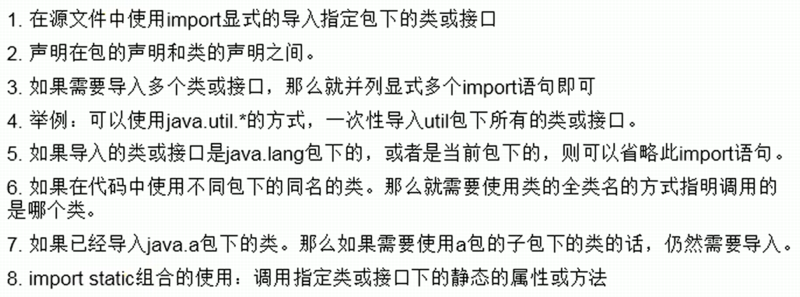 1. 在源文件中使用import显式的导入指定包下的类或接口
2. 声明在包的声明和类的声明之间。
3. 如果需要导入多个类或接口，那么就并列显式多个import语句即可
4. 举例：可以使用java.util.*的方式，一次性导入util包下所有的类或接口。
5. 如果导入的类或接口是java.lang包下的，或者是当前包下的，则可以省略此import语句。
6. 如果在代码中使用不同包下的同名的类。那么就需要使用类的全类名的方式指明调用的
是哪个类。
7. 如果已经导入java.a包下的类。那么如果需要使用a包的子包下的类的话，仍然需要导入。
8. import static组合的使用：调用指定类或接口下的静态的属性或方法